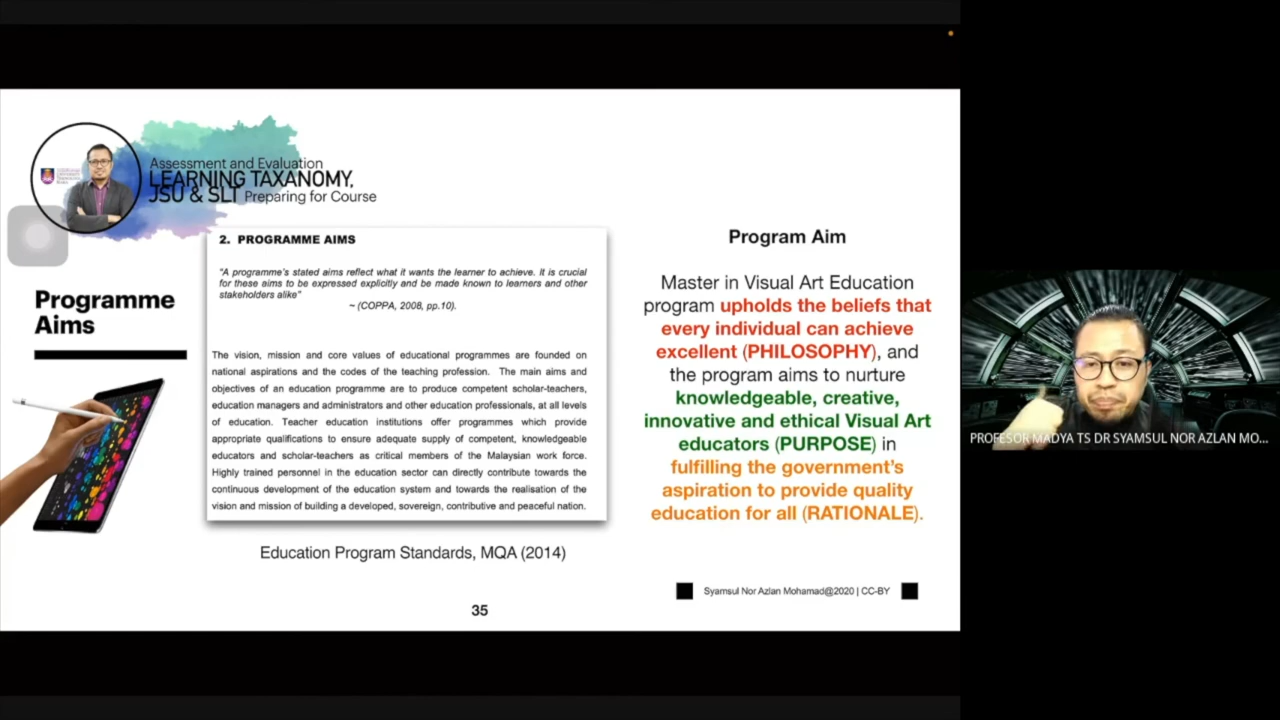 Assessment and Evaluation
LEARNING TAXANOMY,
JSU & SLT Preparing for Course
Programme
Aims
2. PROGRAMME AIMS
"A programme's stated aims reflect what it wants the learner to achieve. It is crucial
for these aims to be expressed explicitly and be made known to learners and other
stakeholders alike"
~ (COPPA, 2008, pp.10).
The vision, mission and core values of educational programmes are founded on
national aspirations and the codes of the teaching profession. The main aims and
objectives of an education programme are to produce competent scholar-teachers,
education managers and administrators and other education professionals, at all levels
of education. Teacher education institutions offer programmes which provide
appropriate qualifications to ensure adequate supply of competent, knowledgeable
educators and scholar-teachers as critical members of the Malaysian work force.
Highly trained personnel in the education sector can directly contribute towards the
continuous development of the education system and towards the realisation of the
vision and mission of building a developed, sovereign, contributive and peaceful nation.
Education Program Standards, MQA (2014)
35
Program Aim
Master in Visual Art Education
program upholds the beliefs that
every individual can achieve
excellent (PHILOSOPHY), and
the program aims to nurture
knowledgeable, creative,
innovative and ethical Visual Art
educators (PURPOSE) in
fulfilling the government's
aspiration to provide quality
education for all (RATIONALE).
Syamsul Nor Azlan Mohamad@2020 | CC-BY
PROFESOR MADYA TS DR SYAMSUL NOR AZLAN MO...